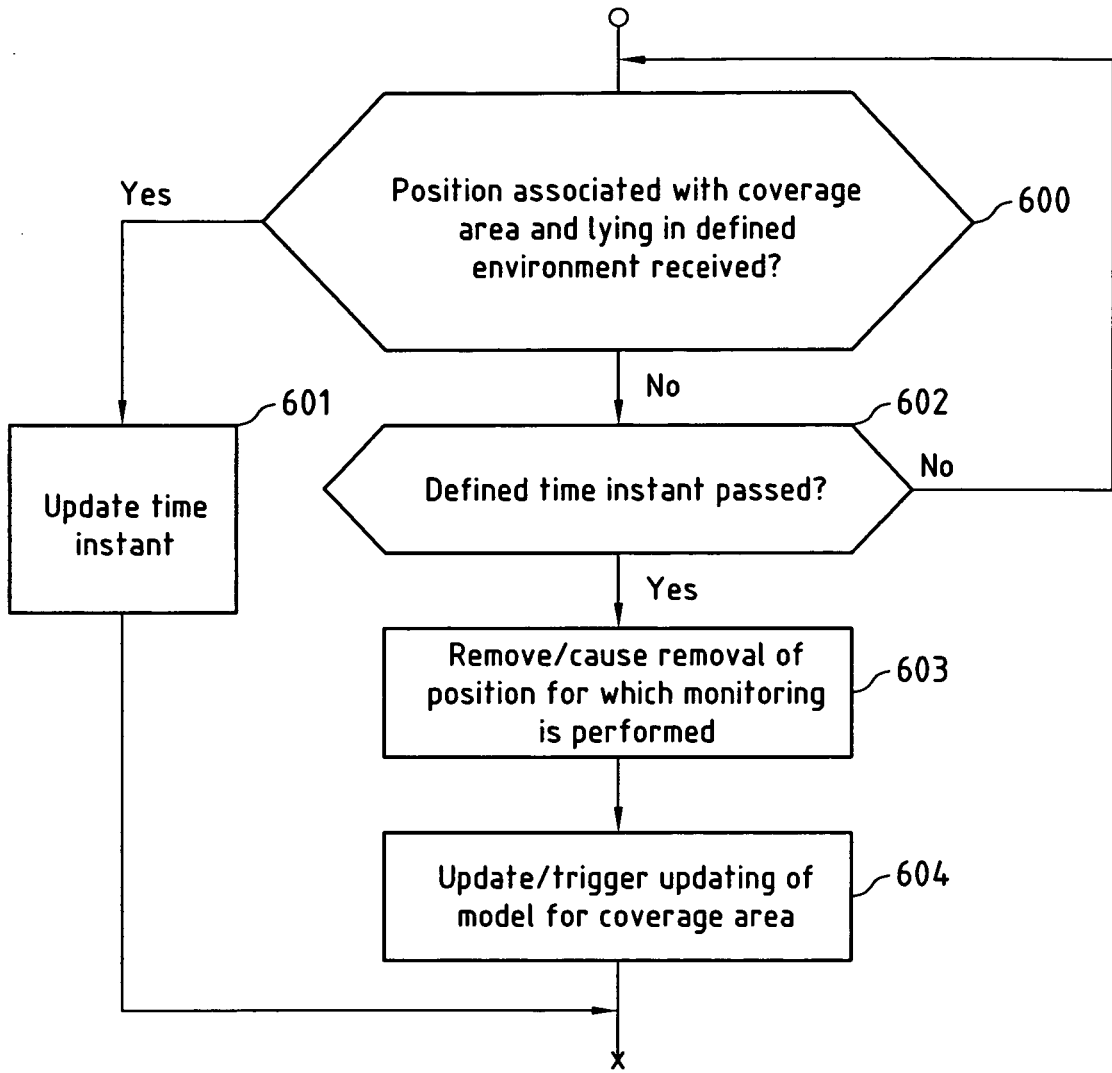 Position associated with coverage
area and lying in defined
environment received?
600
Yes
No
601
Update time
instant
602
Defined time instant passed?
No
Yes
Remove/cause removal of
position for which monitoring
is performed
603
Update/trigger updating of
model for coverage area
604
x